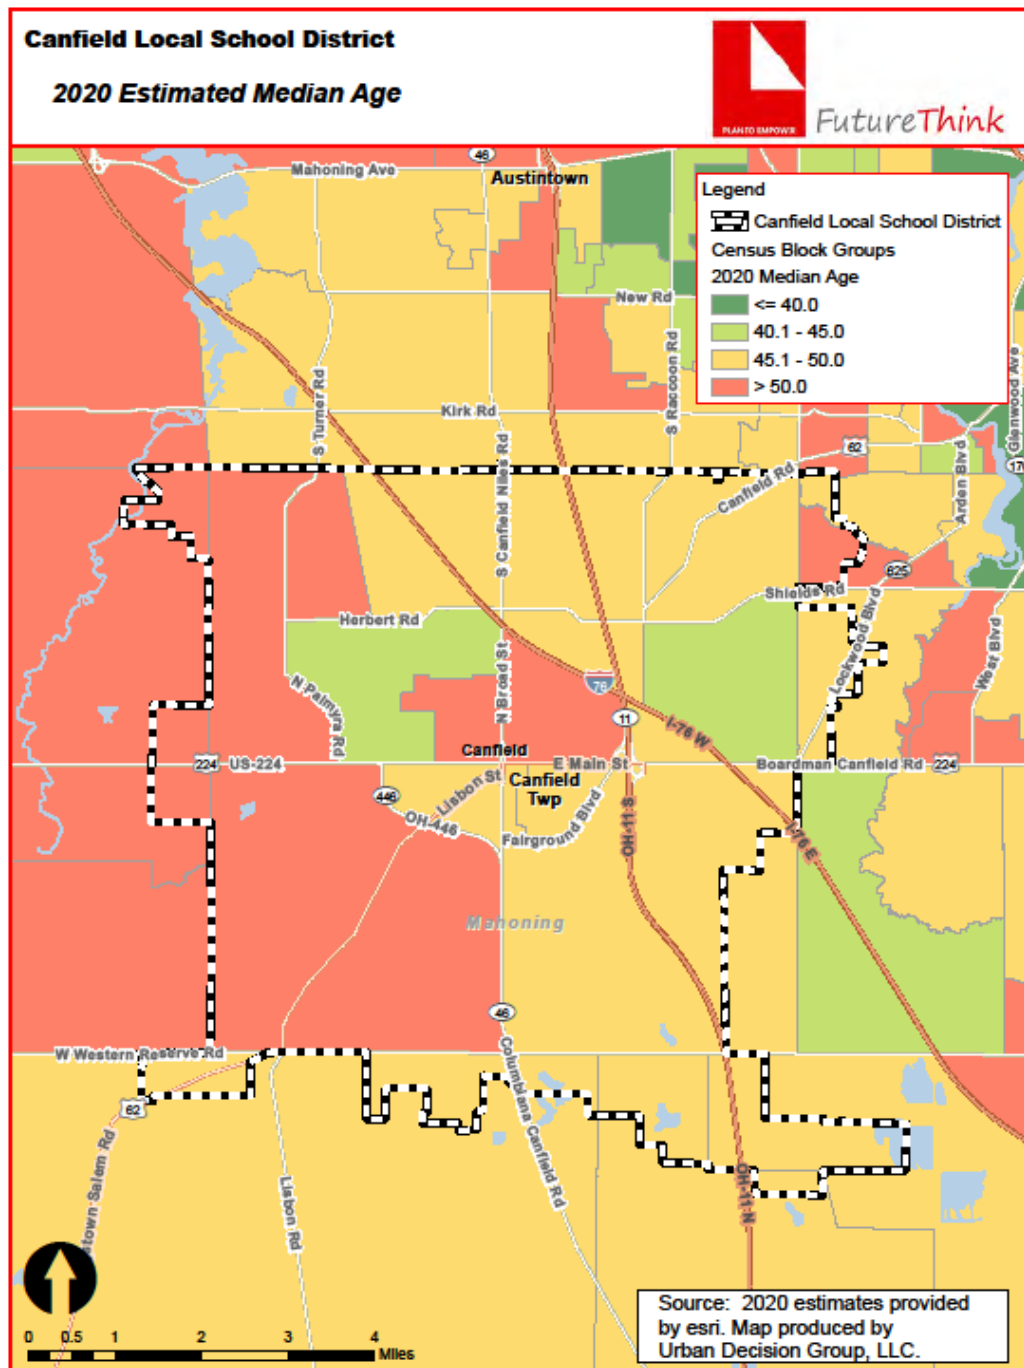 Canfield Local School District
2020 Estimated Median Age
PLAN TO EMPOWER
FutureThink
46
Mahoning Ave
Austintown
Legend
Canfield Local School District
Census Block Groups
2020 Median Age
<= 40.0
40.1 - 45.0
45.1 - 50.0
> 50.0
New Rd
S Raccoon Rd
Glenwood Ave
S Turner Rd
Kirk Rd
S Canfield Niles Rd
62
Canfield Rd
Arden Blvd
170
625
Shields Rd
Herbert Rd
Lockwood Blvd
West Blvd
N Palmyra Rd
N Broad St
76
11
I-76 W
Canfield
224
US-224
E Main St
Boardman Canfield Rd
224
Lisbon St
Canfield
Twp
446
OH-446
Fairground Blvd
OH-11 S
I-76 E
Mahoning
46
W Western Reserve Rd
Columbiana Canfield Rd
62
stown Salem Rd
Lisbon Rd
OH-11 N
0 0.5 1 2 3 4
Miles
Source: 2020 estimates provided
by esri. Map produced by
Urban Decision Group, LLC.